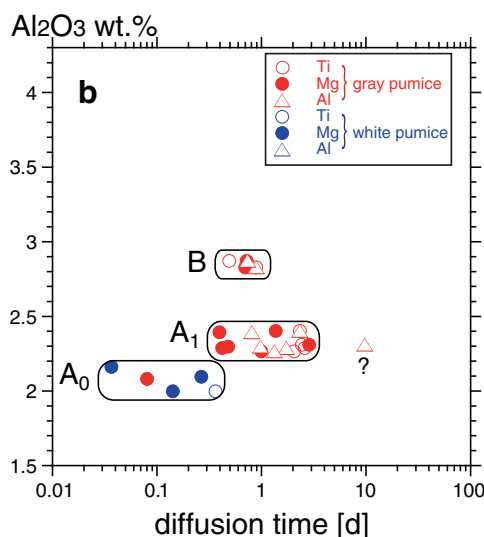 Al2O3 wt.%
b
Ti
Mg } gray pumice
Al
Ti
Mg } white pumice
Al
4
3.5
3
B
2.5
A1
A0
?
2
1.5
0.01 0.1 1 10 100
diffusion time [d]